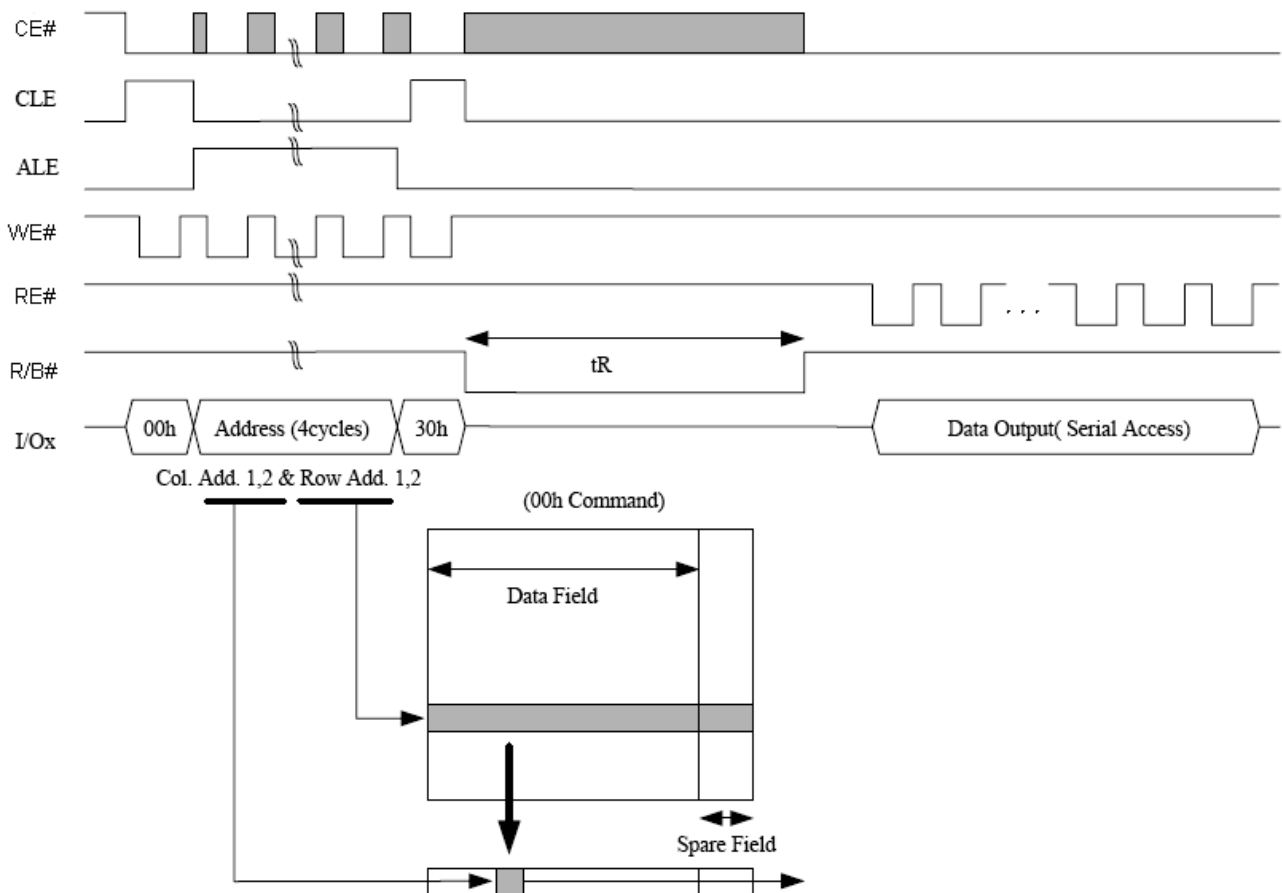 CE#
CLE
ALE
WE#
RE#
. . .
R/B#
tR
I/Ox
00h
Address (4cycles)
30h
Data Output( Serial Access)
Col. Add. 1,2 & Row Add. 1,2
(00h Command)
Data Field
Spare Field